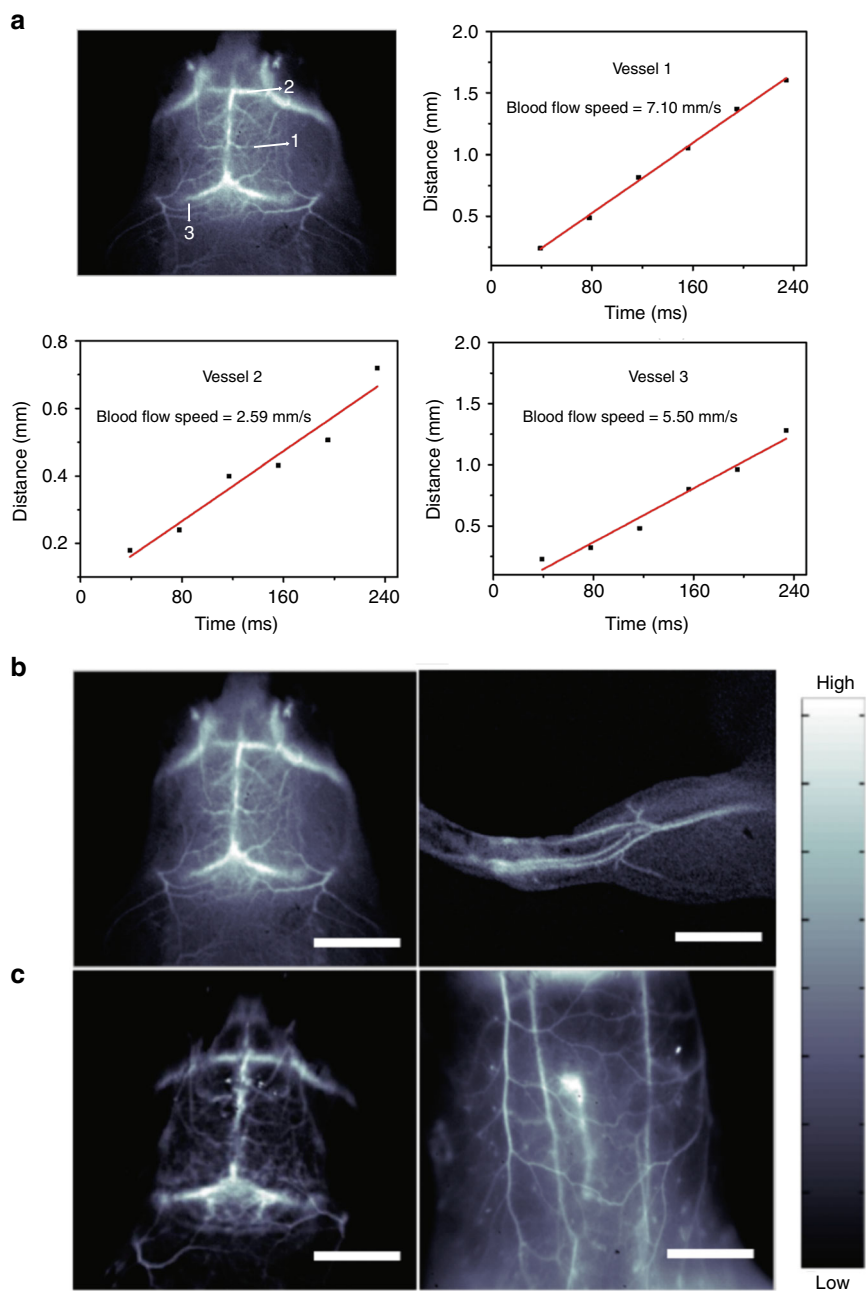 a
2
1
3
2.0
1.5
1.0
0.5
Distance (mm)
Vessel 1
Blood flow speed = 7.10 mm/s
0 80 160 240
Time (ms)
0.8
0.6
0.4
0.2
Distance (mm)
Vessel 2
Blood flow speed = 2.59 mm/s
0 80 160 240
Time (ms)
2.0
1.5
1.0
0.5
Distance (mm)
Vessel 3
Blood flow speed = 5.50 mm/s
0 80 160 240
Time (ms)
b
c
High
Low